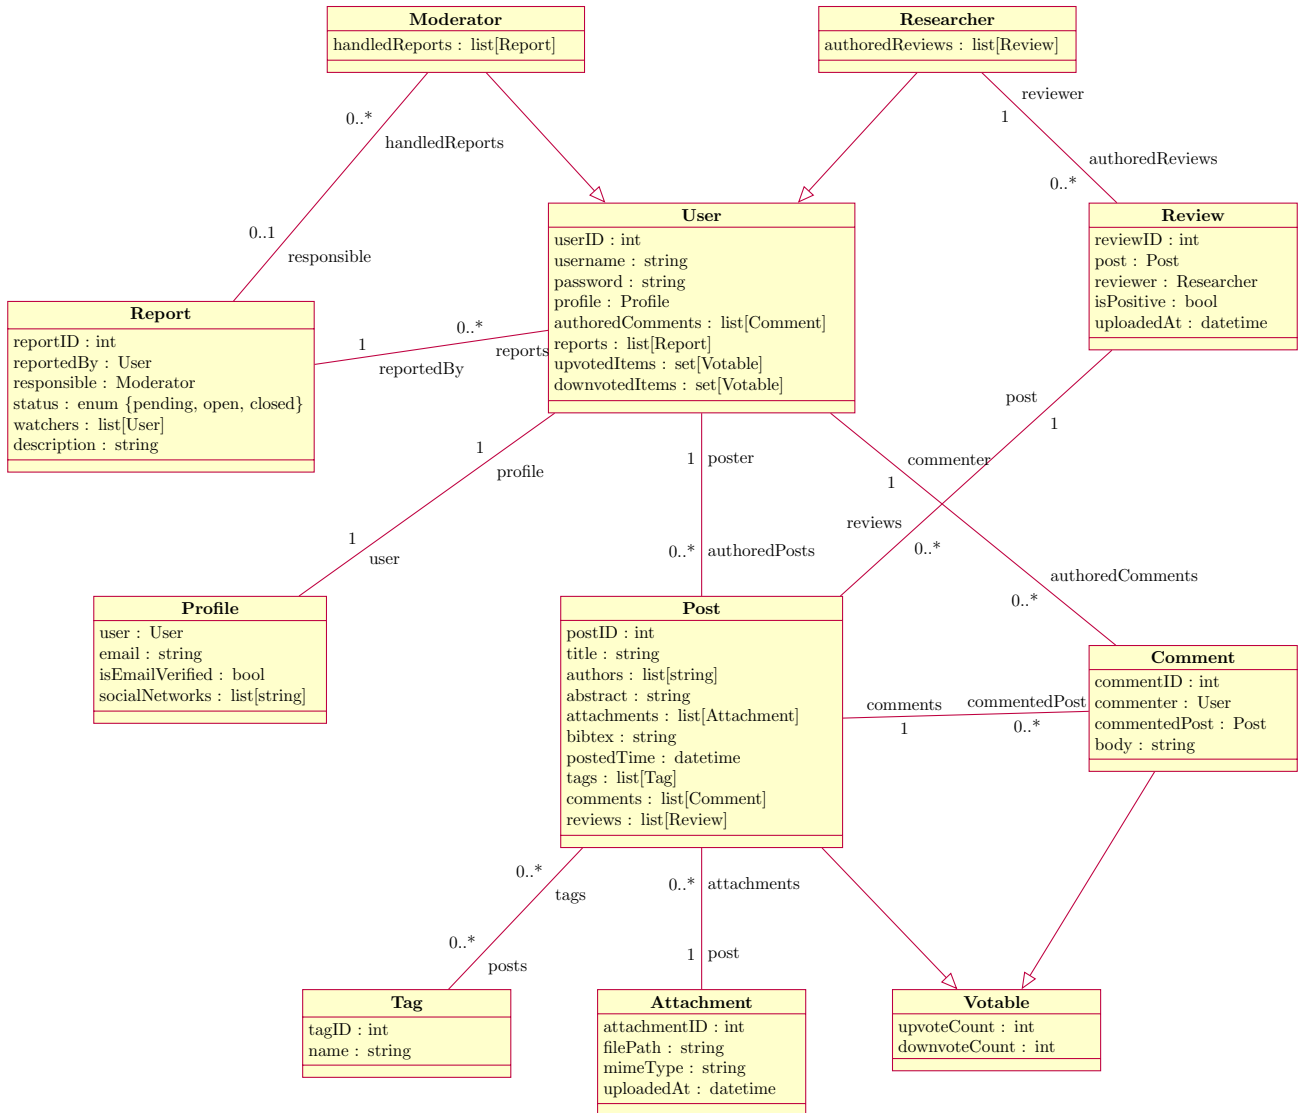 Moderator
handledReports : list[Report]
Researcher
authoredReviews : list[Review]
reviewer
1
0..*
handledReports
authoredReviews
0..*
0..1
responsible
User
userID : int
username : string
password : string
profile : Profile
authoredComments : list[Comment]
reports : list[Report]
upvotedItems : set[Votable]
downvotedItems : set[Votable]
Review
reviewID : int
post : Post
reviewer : Researcher
isPositive : bool
uploadedAt : datetime
Report
reportID : int
reportedBy : User
responsible : Moderator
status : enum {pending, open, closed}
watchers : list[User]
description : string
0..*
1
reports
reportedBy
post
1
1
profile
1
poster
commenter
1
reviews
0..*
1
user
0..*
authoredPosts
authoredComments
0..*
Profile
user : User
email : string
isEmailVerified : bool
socialNetworks : list[string]
Post
postID : int
title : string
authors : list[string]
abstract : string
attachments : list[Attachment]
bibtex : string
postedTime : datetime
tags : list[Tag]
comments : list[Comment]
reviews : list[Review]
Comment
commentID : int
commenter : User
commentedPost : Post
body : string
comments
1
commentedPost
0..*
0..*
tags
0..*
attachments
0..*
posts
1
post
Tag
tagID : int
name : string
Attachment
attachmentID : int
filePath : string
mimeType : string
uploadedAt : datetime
Votable
upvoteCount : int
downvoteCount : int